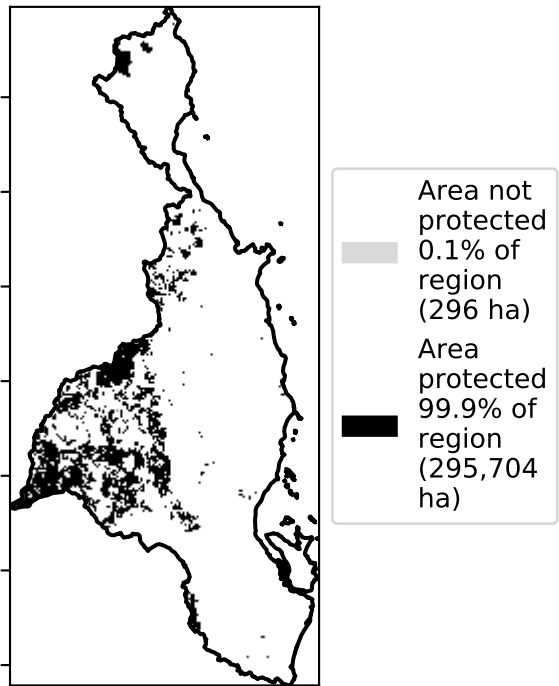 Area not
protected
0.1% of
region
(296 ha)
Area
protected
99.9% of
region
(295,704
ha)